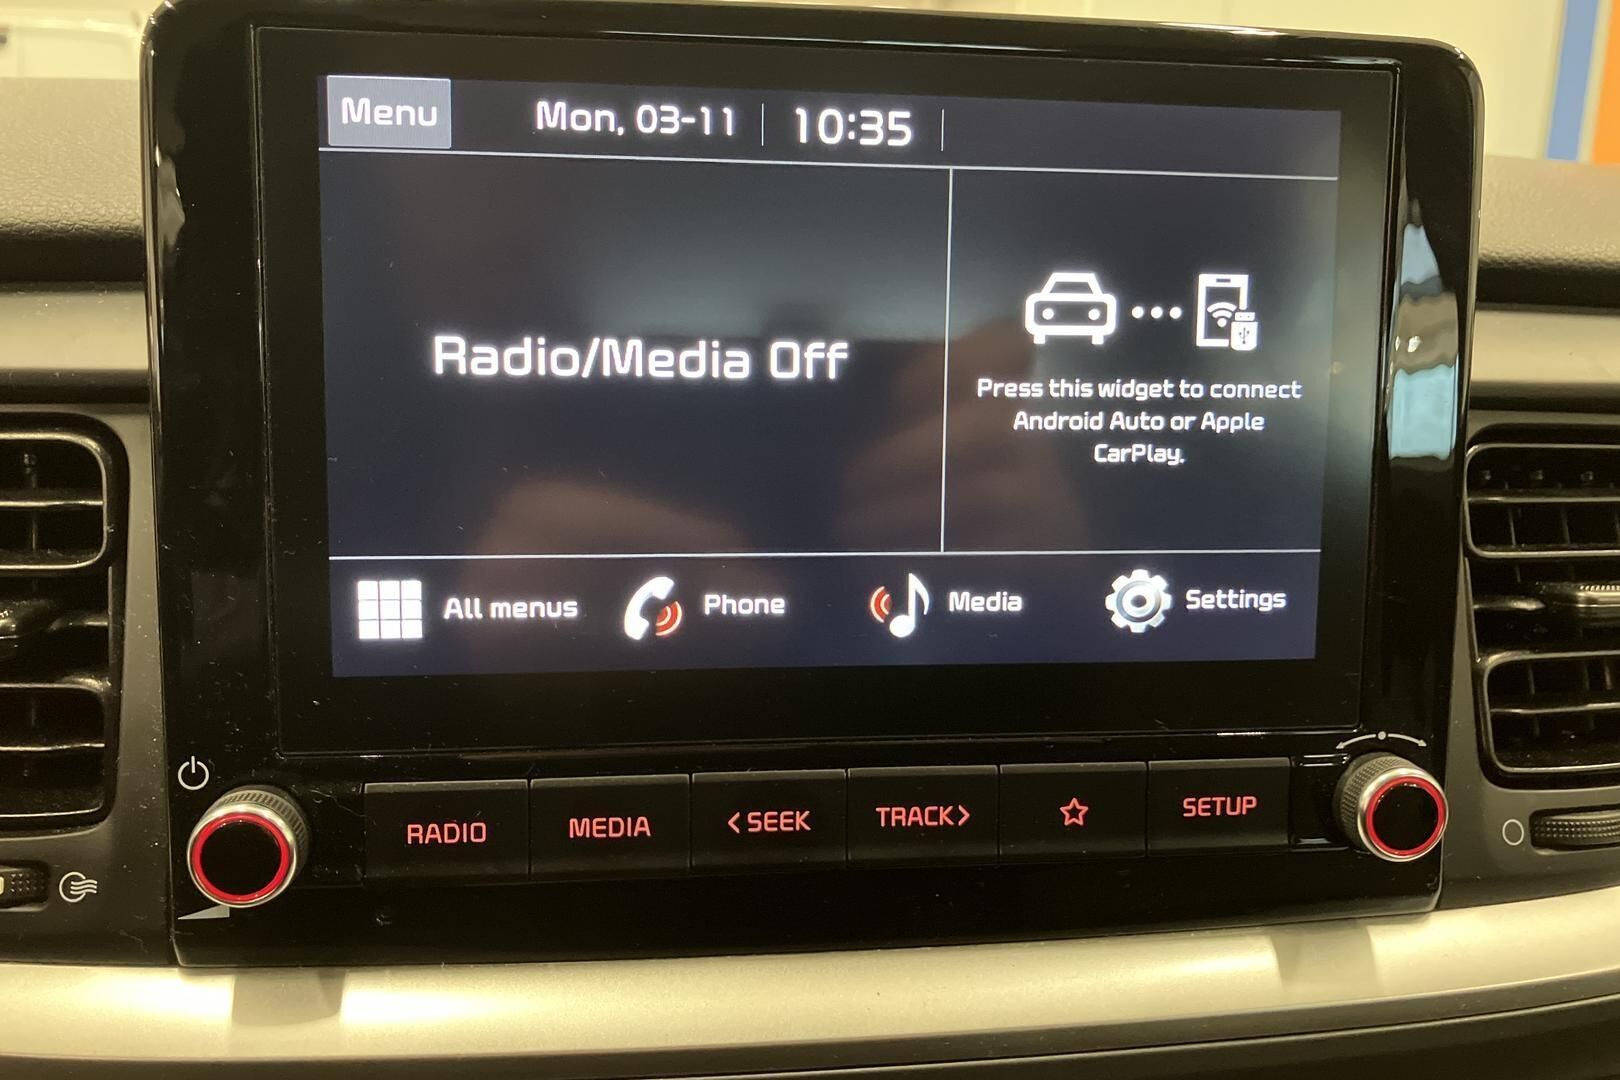 Menu
Mon, 03-11
10:35
Radio/Media Off
Press this widget to connect
Android Auto or Apple
CarPlay.
All menus
Phone
Media
Settings
RADIO
MEDIA
<SEEK
TRACK>
SETUP